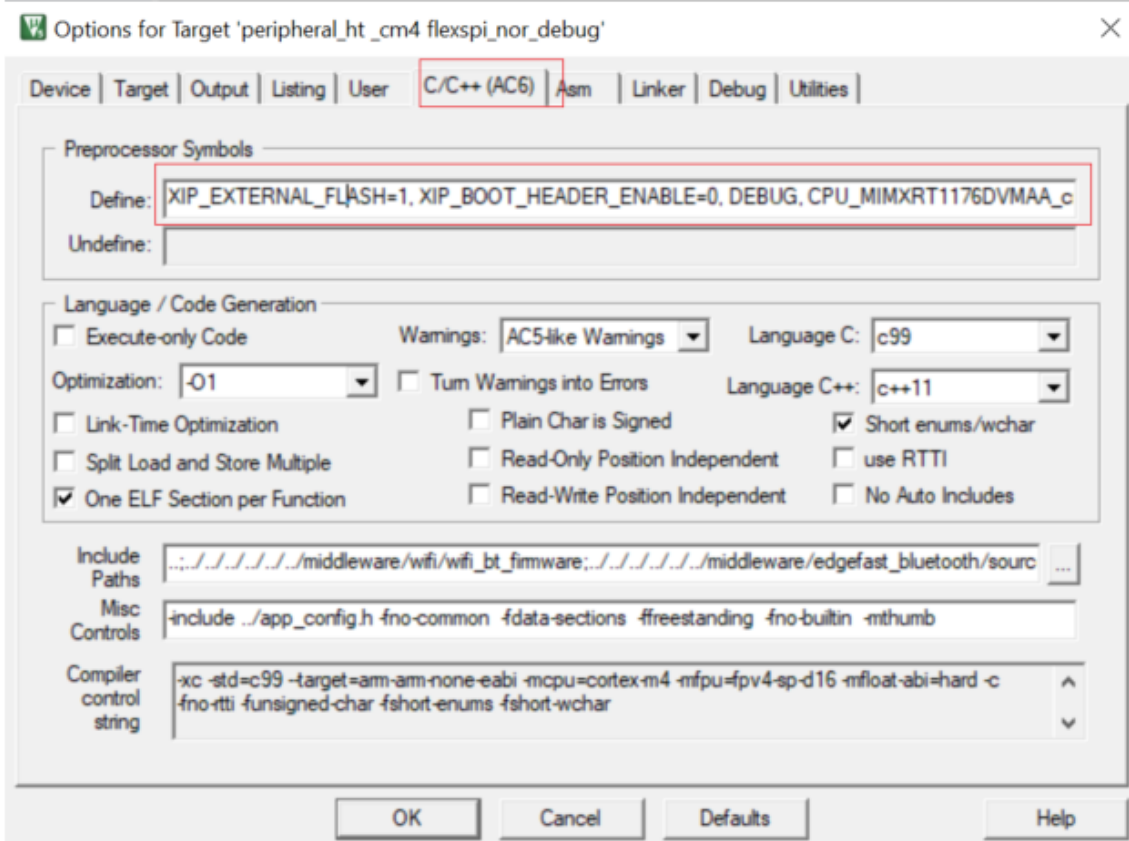 Options for Target 'peripheral_ht _cm4 flexspi_nor_debug'
Device Target Output Listing User C/C++ (AC6) Asm Linker Debug Utilities
Preprocessor Symbols
Define: XIP_EXTERNAL_FLASH=1, XIP_BOOT_HEADER_ENABLE=0, DEBUG, CPU_MIMXRT1176DVMAA_c
Undefine:
Language / Code Generation
Execute-only Code Warnings: AC5-like Warnings Language C: c99
Optimization: -O1 Turn Warnings into Errors Language C++: c++11
Link-Time Optimization Plain Char is Signed Short enums/wchar
Split Load and Store Multiple Read-Only Position Independent use RTTI
One ELF Section per Function Read-Write Position Independent No Auto Includes
Include Paths ..;../../../../../../middleware/wifi/wifi_bt_firmware;../../../../../../middleware/edgefast_bluetooth/sourc ...
Misc Controls -include ../app_config.h -fno-common -fdata-sections -ffreestanding -fno-builtin -mthumb
Compiler control string -xc -std=c99 --target=arm-arm-none-eabi -mcpu=cortex-m4 -mfpu=fpv4-sp-d16 -mfloat-abi=hard -c
-fno-rtti -funsigned-char -fshort-enums -fshort-wchar
OK Cancel Defaults Help